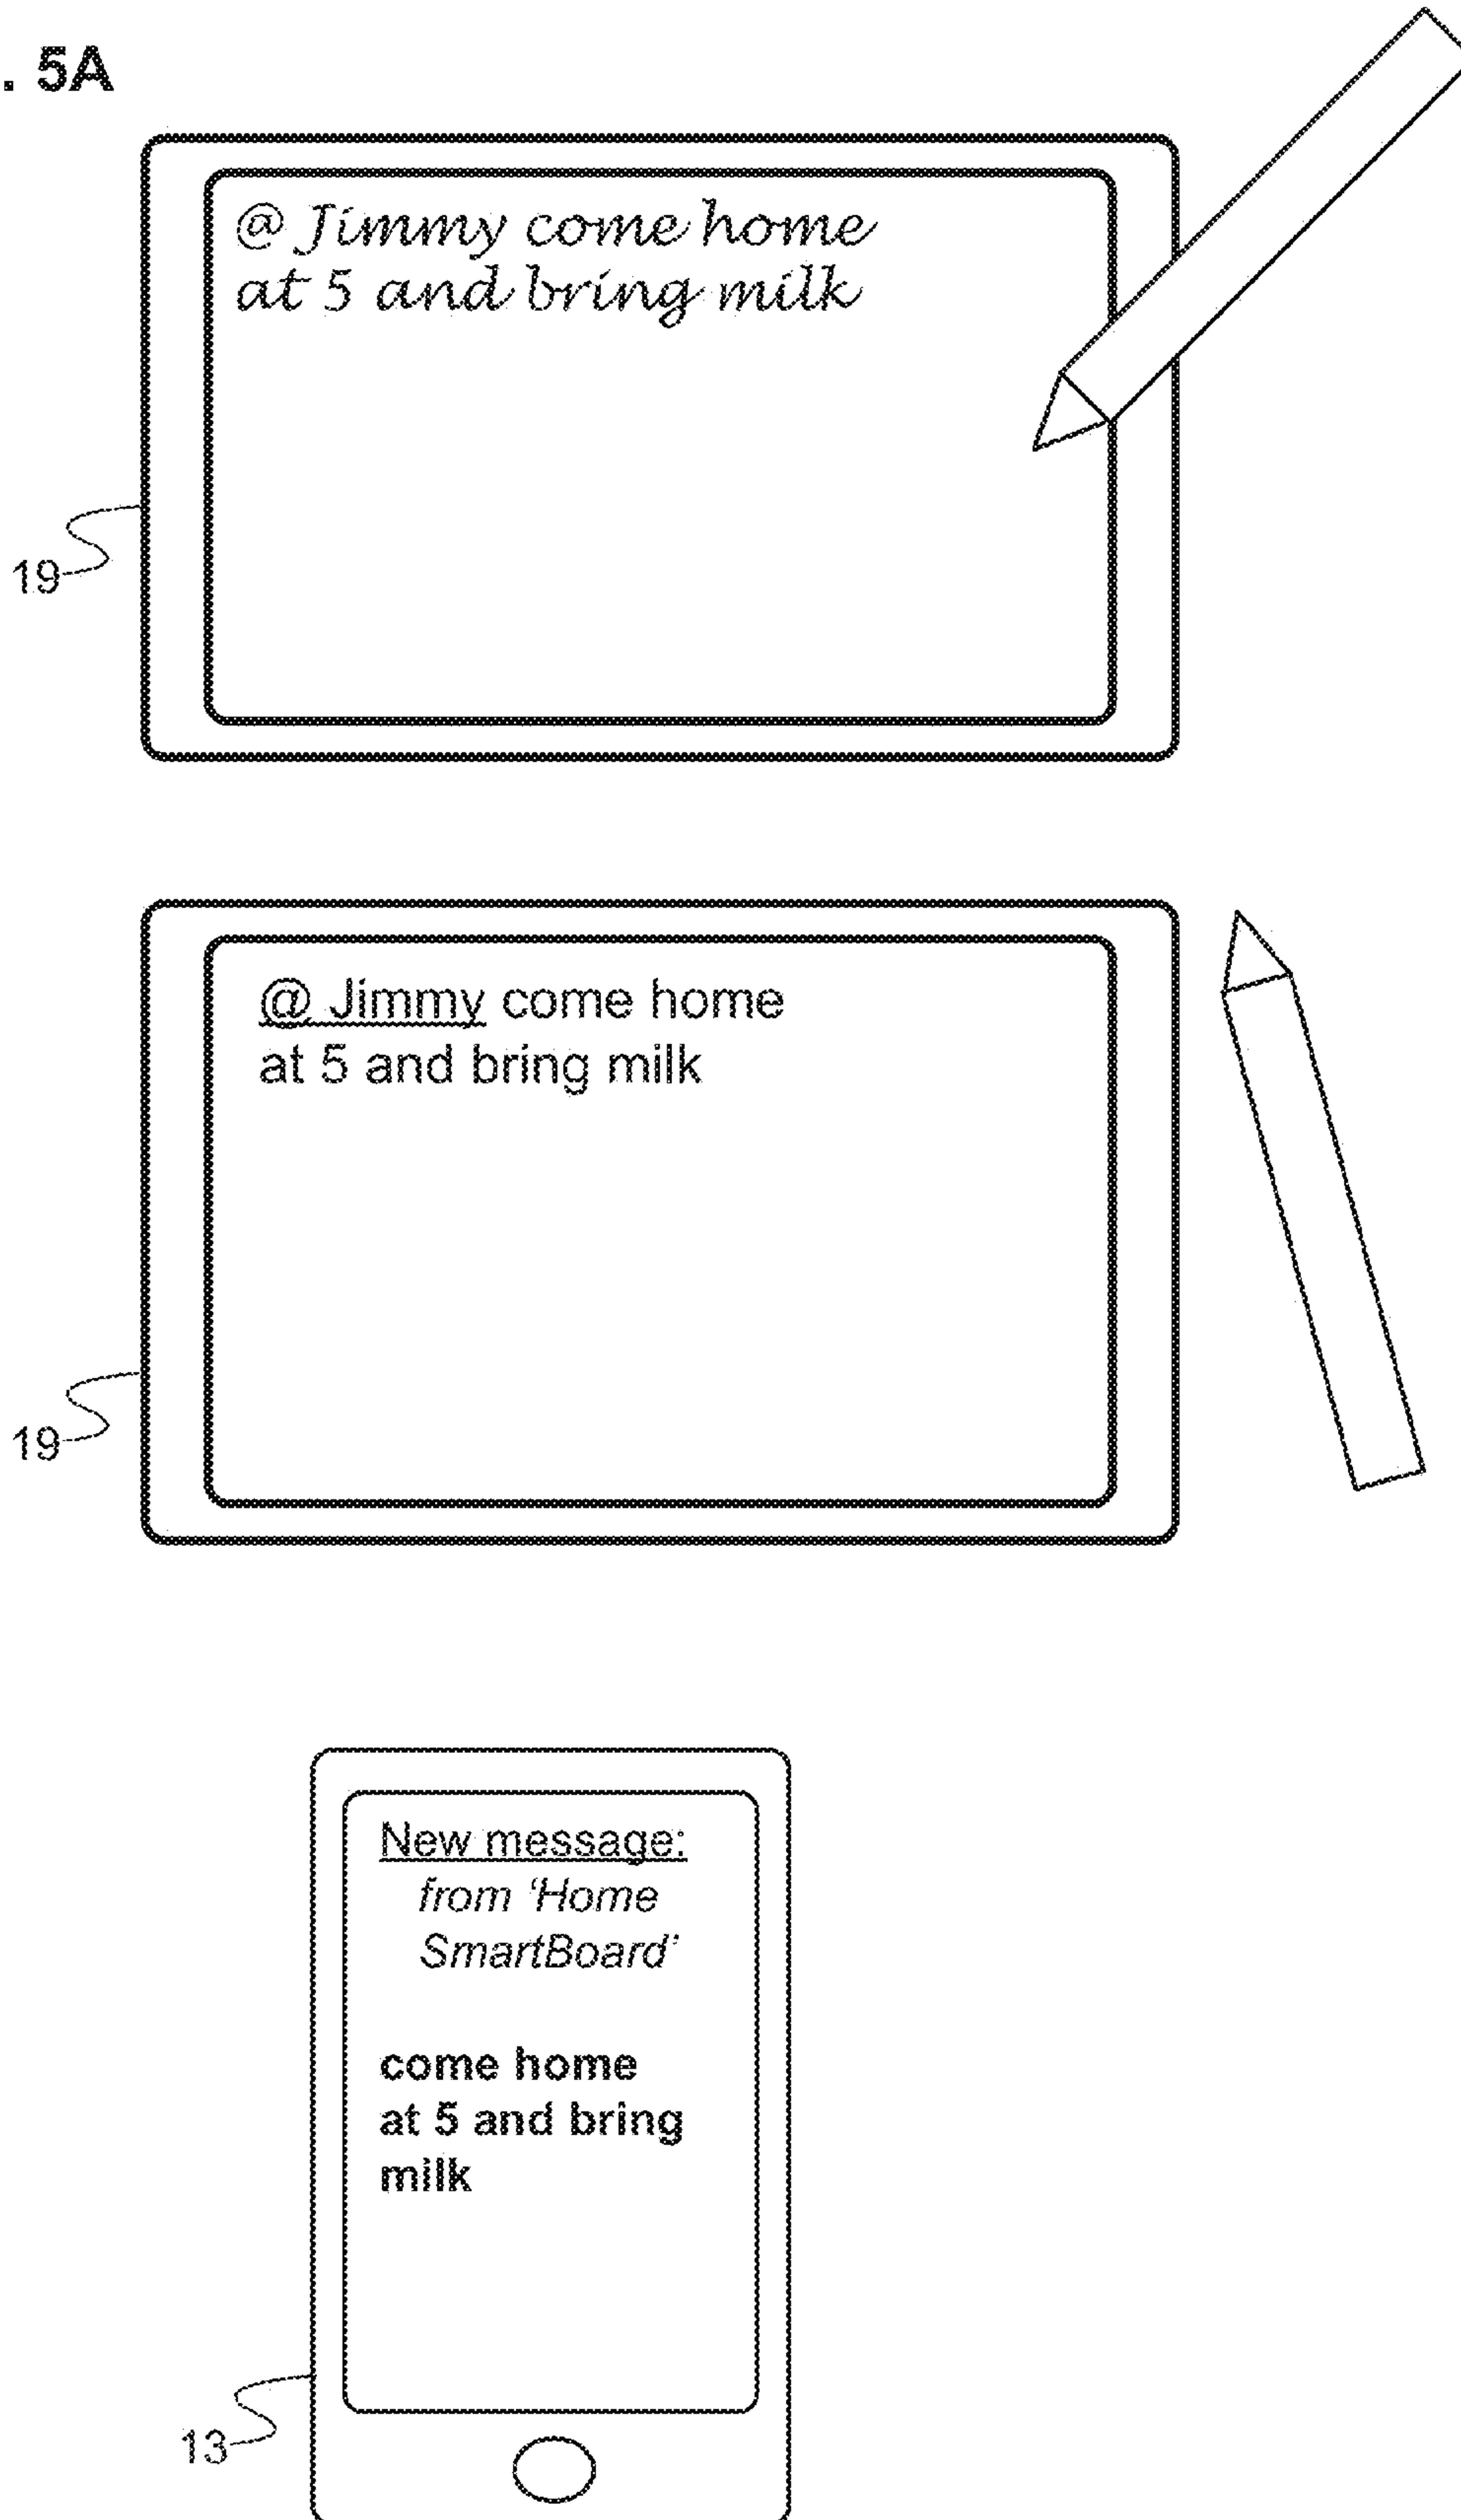 . 5A
@ Jimmy come home
at 5 and bring milk
19
@ Jimmy come home
at 5 and bring milk
19
New message:
from ‘Home
SmartBoard’
come home
at 5 and bring
milk
13